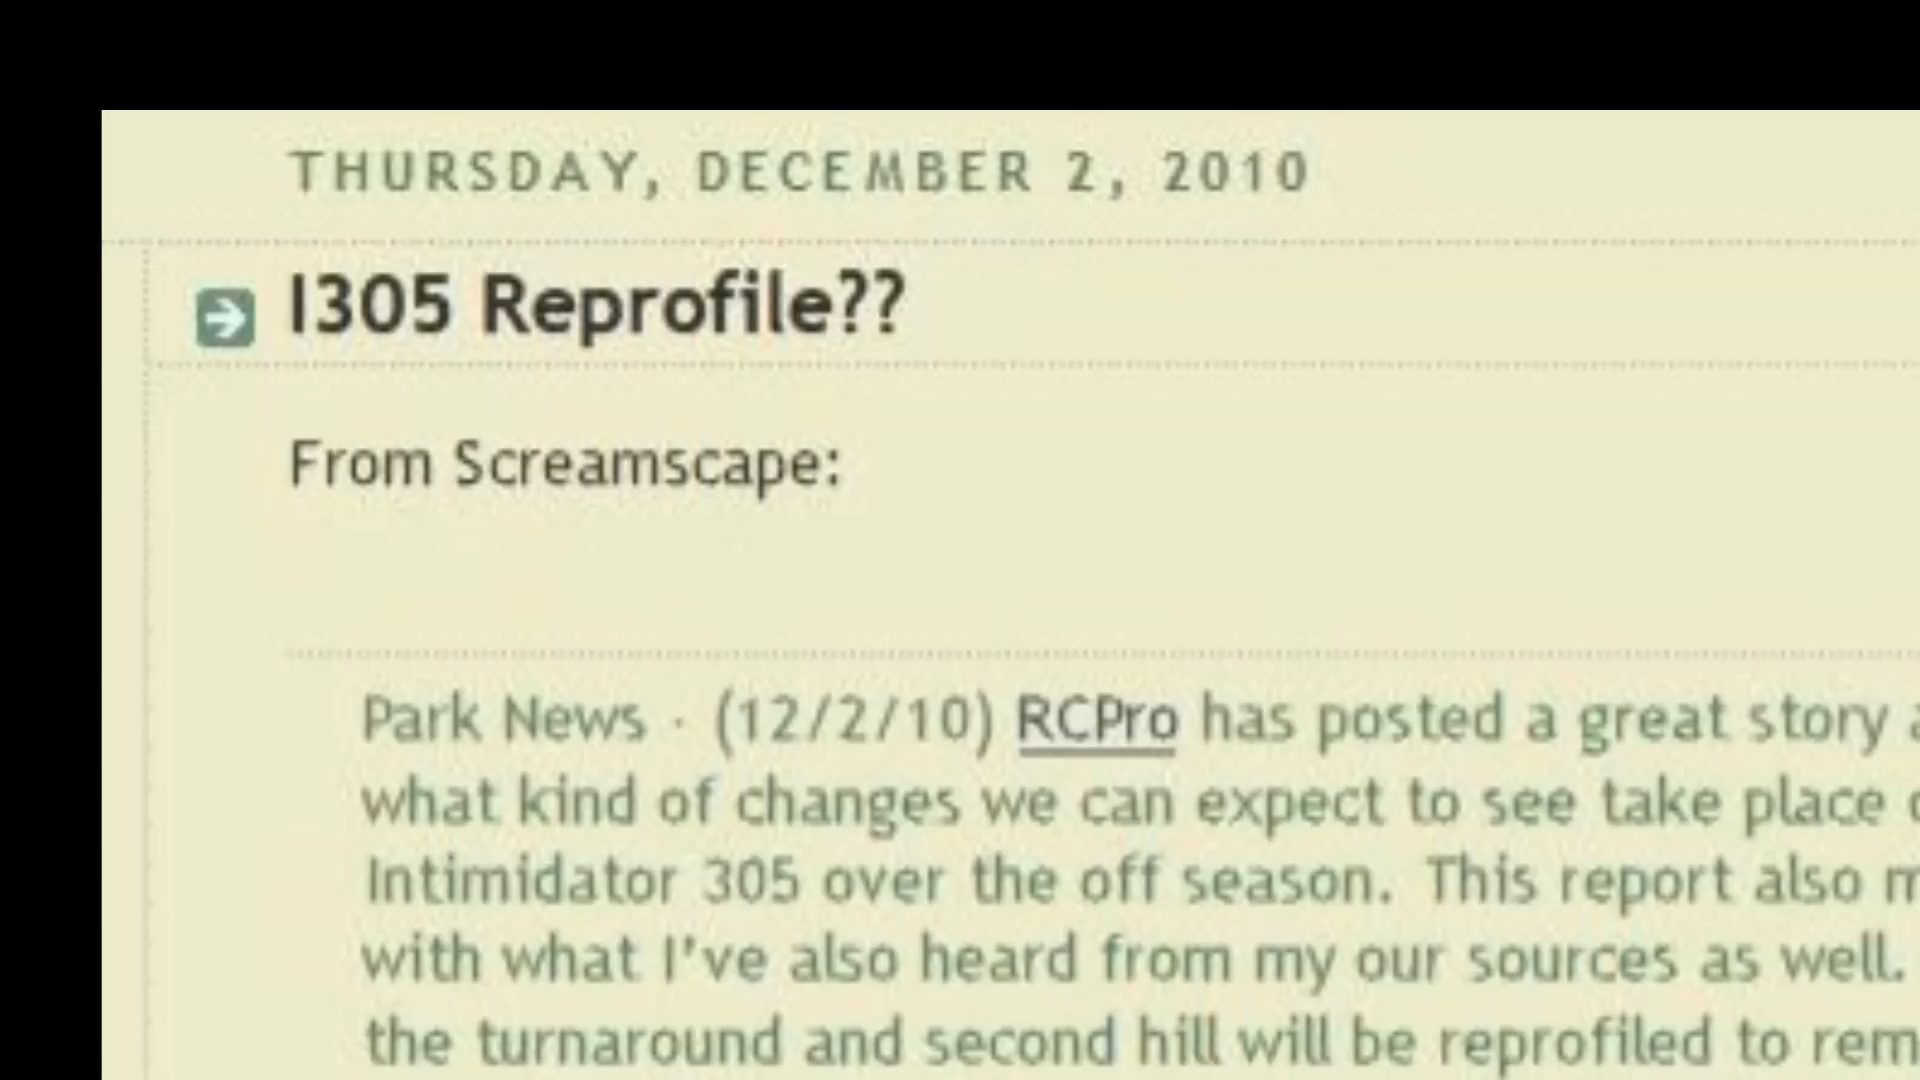 THURSDAY, DECEMBER 2, 2010
I305 Reprofile??
From Screamscape:
Park News · (12/2/10) RCPro has posted a great story
what kind of changes we can expect to see take place
Intimidator 305 over the off season. This report also
with what I've also heard from my our sources as well.
the turnaround and second hill will be reprofiled to